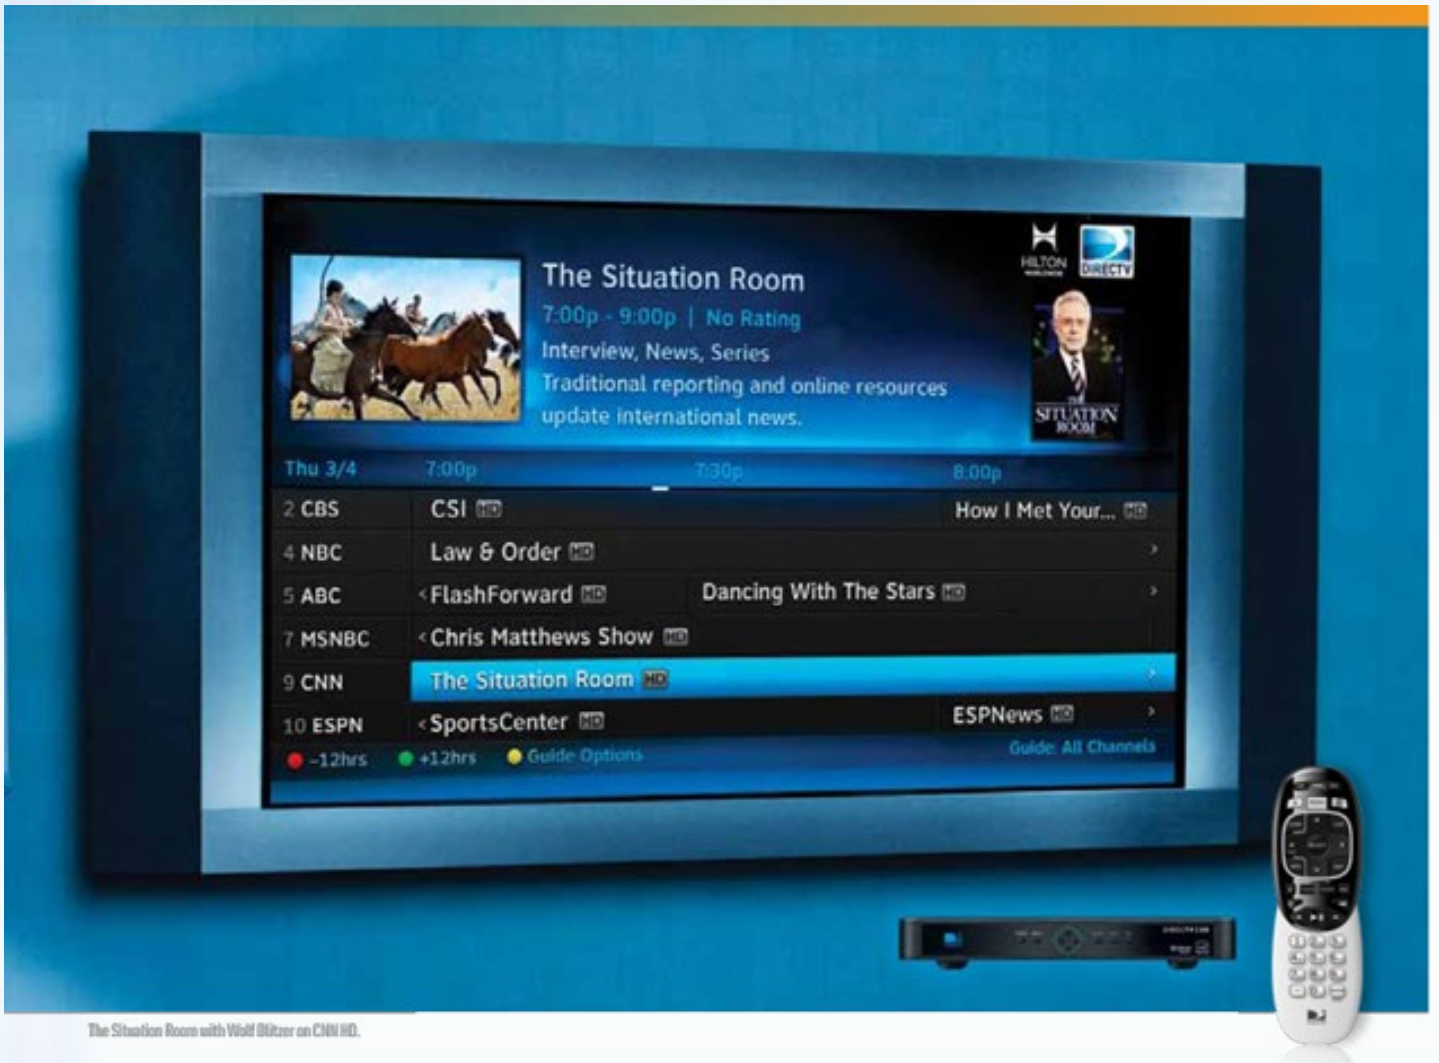 The Situation Room
7:00p - 9:00p | No Rating
Interview, News, Series
Traditional reporting and online resources
update international news.
HILTON
WORLDWIDE
DIRECTV
THE
SITUATION
ROOM
Thu 3/4 7:00p 7:30p 8:00p
2 CBS CSI HD How I Met Your... HD
4 NBC Law & Order HD ›
5 ABC ‹ FlashForward HD Dancing With The Stars HD ›
7 MSNBC ‹ Chris Matthews Show HD
9 CNN The Situation Room HD ›
10 ESPN ‹ SportsCenter HD ESPNews HD ›
-12hrs +12hrs Guide Options Guide: All Channels
The Situation Room with Wolf Blitzer on CNN HD.